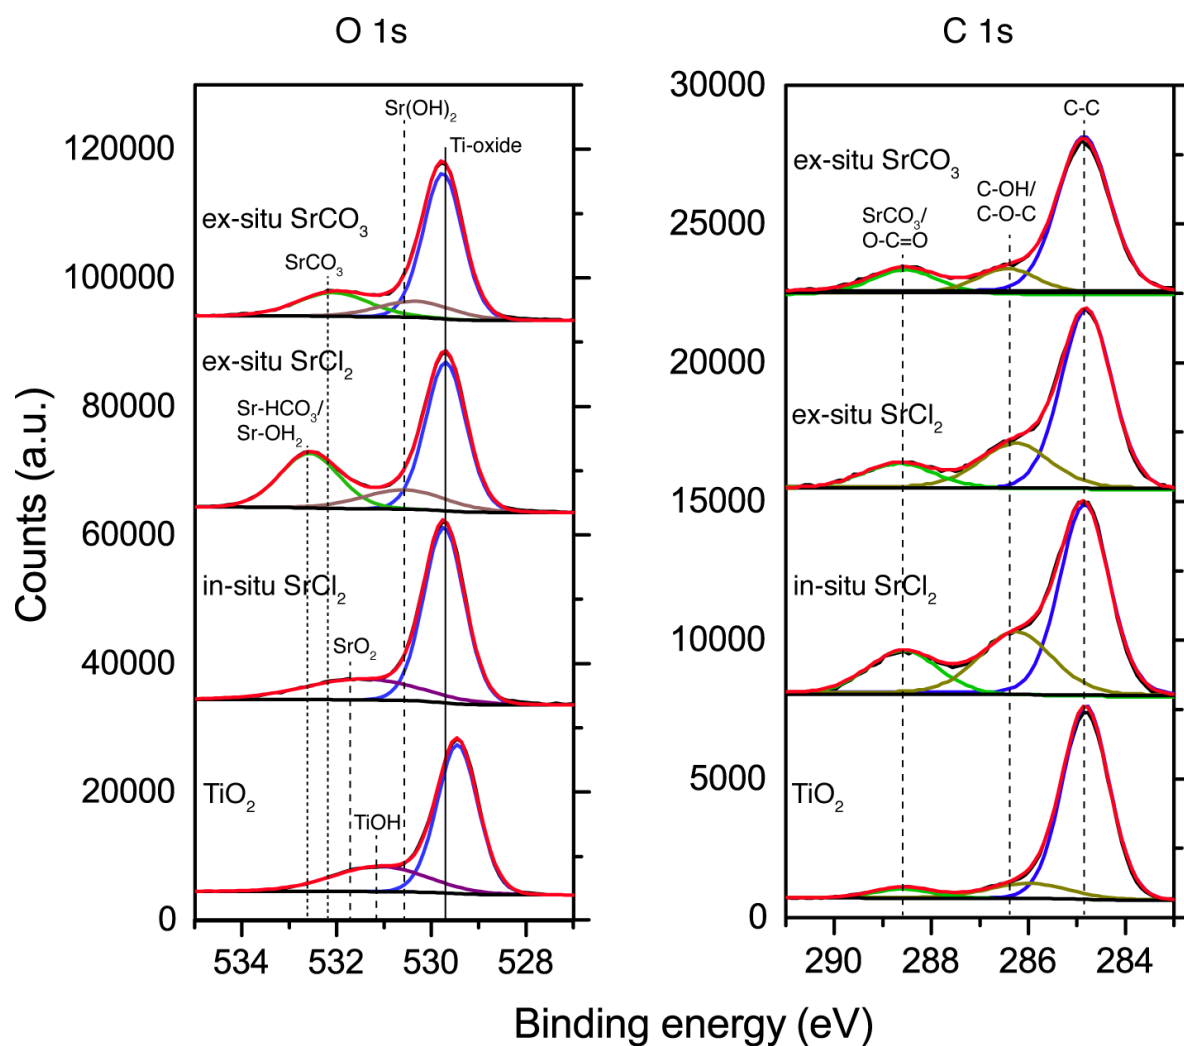 O 1s
Counts (a.u.)
120000
100000
80000
60000
40000
20000
0
Sr(OH)₂
Ti-oxide
ex-situ SrCO₃
SrCO₃
ex-situ SrCl₂
Sr-HCO₃/
Sr-OH₂
in-situ SrCl₂
SrO₂
TiO₂
TiOH
534
532
530
528
C 1s
30000
25000
20000
15000
10000
5000
0
C-C
ex-situ SrCO₃
C-OH/
C-O-C
SrCO₃/
O-C=O
ex-situ SrCl₂
in-situ SrCl₂
TiO₂
290
288
286
284
Binding energy (eV)